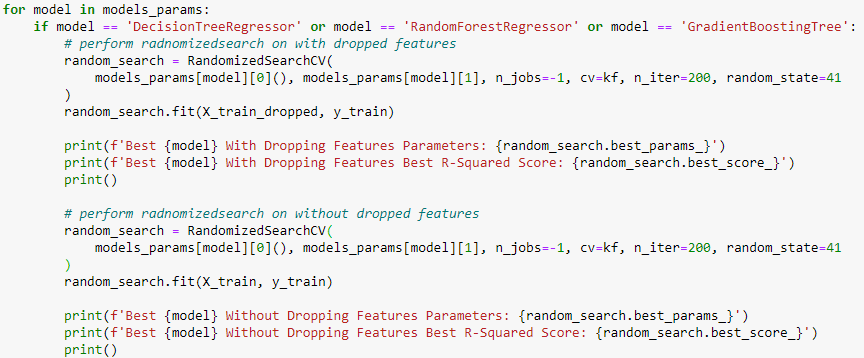 for model in models_params:
    if model == 'DecisionTreeRegressor' or model == 'RandomForestRegressor' or model == 'GradientBoostingTree':
        # perform radnomizedsearch on with dropped features
        random_search = RandomizedSearchCV(
            models_params[model][0](), models_params[model][1], n_jobs=-1, cv=kf, n_iter=200, random_state=41
        )
        random_search.fit(X_train_dropped, y_train)

        print(f'Best {model} With Dropping Features Parameters: {random_search.best_params_}')
        print(f'Best {model} With Dropping Features Best R-Squared Score: {random_search.best_score_}')
        print()

        # perform radnomizedsearch on without dropped features
        random_search = RandomizedSearchCV(
            models_params[model][0](), models_params[model][1], n_jobs=-1, cv=kf, n_iter=200, random_state=41
        )
        random_search.fit(X_train, y_train)

        print(f'Best {model} Without Dropping Features Parameters: {random_search.best_params_}')
        print(f'Best {model} Without Dropping Features Best R-Squared Score: {random_search.best_score_}')
        print()